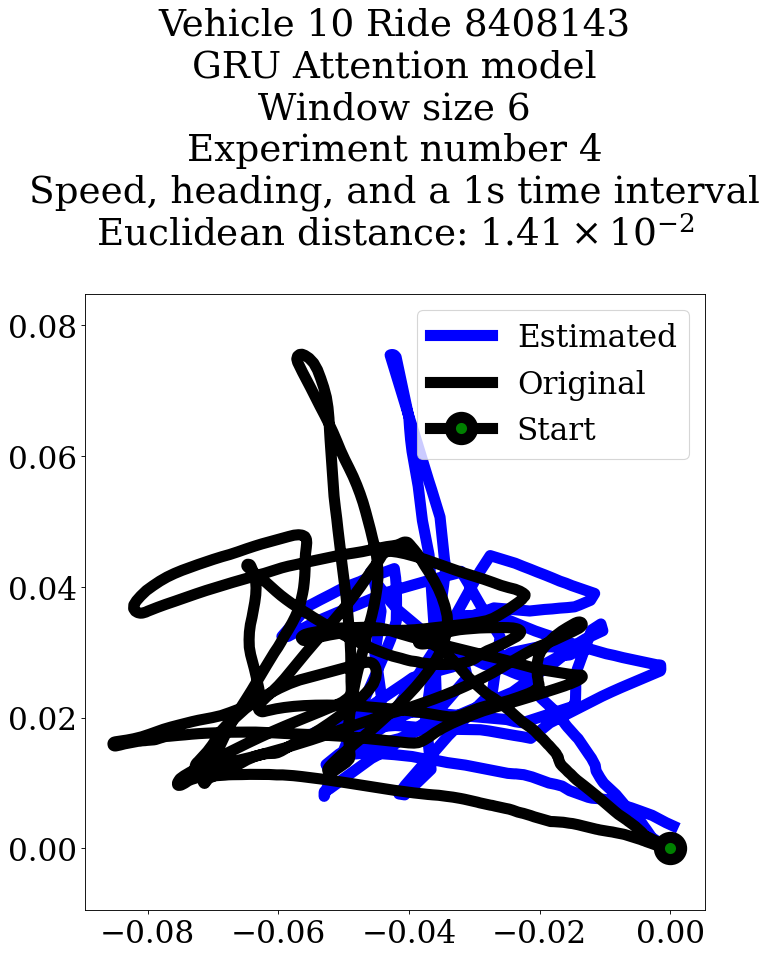 Vehicle 10 Ride 8408143
GRU Attention model
Window size 6
Experiment number 4
Speed, heading, and a 1s time interval
Euclidean distance: 1.41 × 10⁻²
Estimated
Original
Start
0.08
0.06
0.04
0.02
0.00
−0.08 −0.06 −0.04 −0.02 0.00